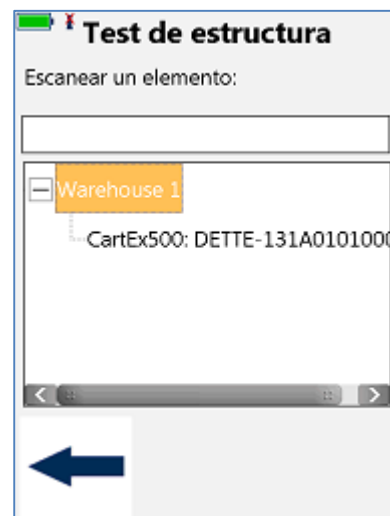 Test de estructura
Escanear un elemento:
Warehouse 1
CartEx500: DETTE-131A0101000